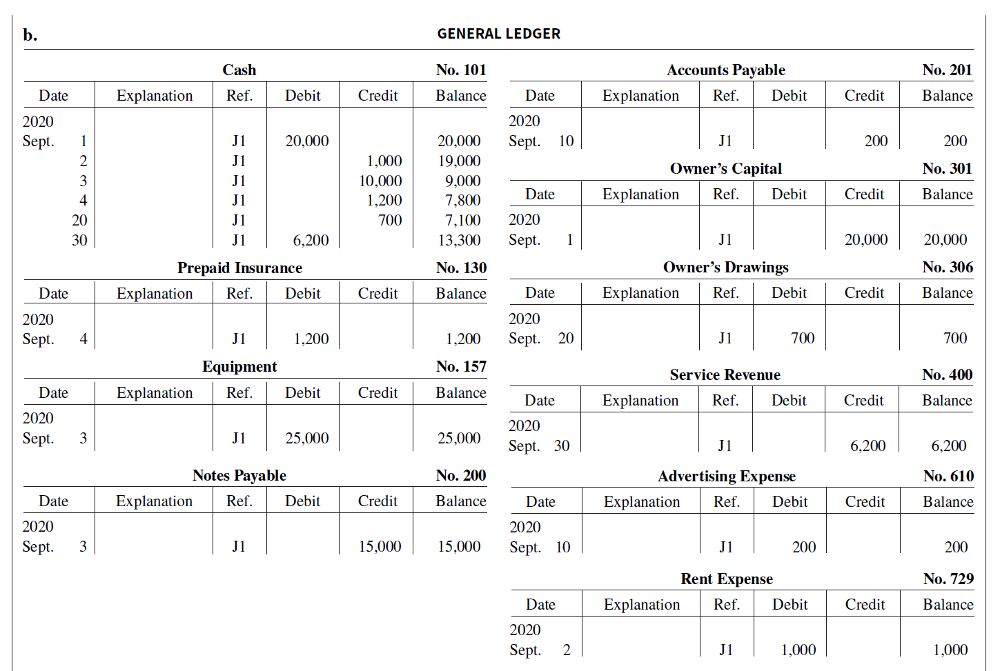 b. GENERAL LEDGER
Cash No. 101
Date Explanation Ref. Debit Credit Balance
2020
Sept. 1 J1 20,000 20,000
2 J1 1,000 19,000
3 J1 10,000 9,000
4 J1 1,200 7,800
20 J1 700 7,100
30 J1 6,200 13,300
Prepaid Insurance No. 130
Date Explanation Ref. Debit Credit Balance
2020
Sept. 4 J1 1,200 1,200
Equipment No. 157
Date Explanation Ref. Debit Credit Balance
2020
Sept. 3 J1 25,000 25,000
Notes Payable No. 200
Date Explanation Ref. Debit Credit Balance
2020
Sept. 3 J1 15,000 15,000
Accounts Payable No. 201
Date Explanation Ref. Debit Credit Balance
2020
Sept. 10 J1 200 200
Owner’s Capital No. 301
Date Explanation Ref. Debit Credit Balance
2020
Sept. 1 J1 20,000 20,000
Owner’s Drawings No. 306
Date Explanation Ref. Debit Credit Balance
2020
Sept. 20 J1 700 700
Service Revenue No. 400
Date Explanation Ref. Debit Credit Balance
2020
Sept. 30 J1 6,200 6,200
Advertising Expense No. 610
Date Explanation Ref. Debit Credit Balance
2020
Sept. 10 J1 200 200
Rent Expense No. 729
Date Explanation Ref. Debit Credit Balance
2020
Sept. 2 J1 1,000 1,000